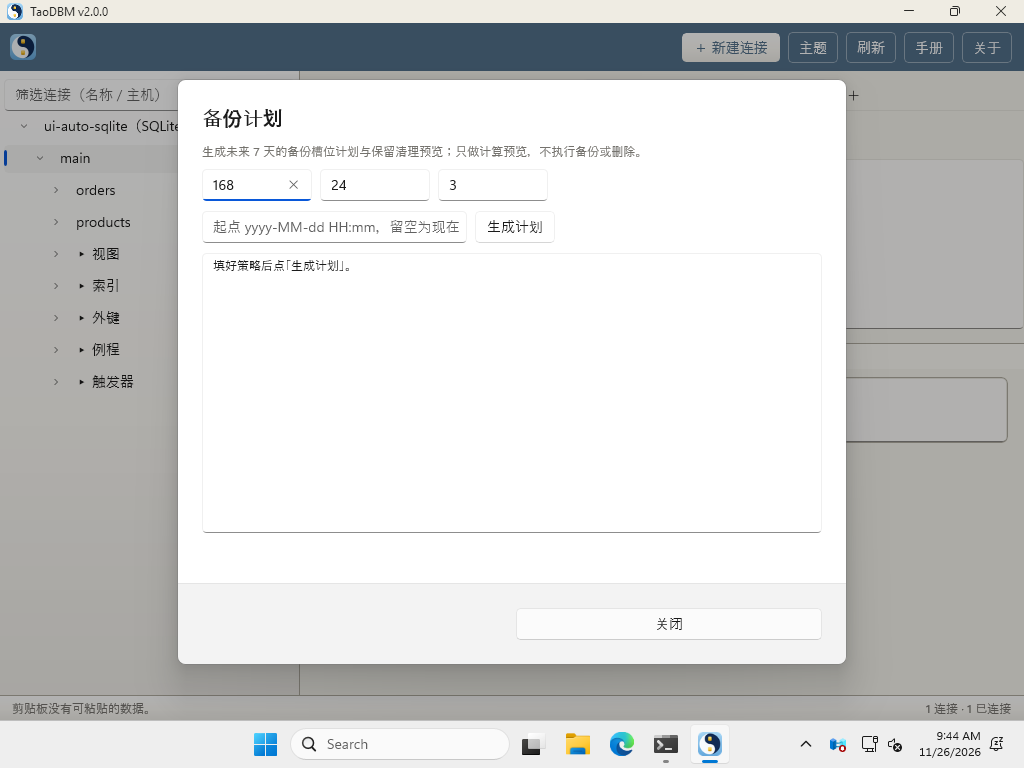 TaoDBM v2.0.0
+ 新建连接
主题
刷新
手册
关于
筛选连接（名称 / 主机）
+
ui-auto-sqlite（SQLite
main
orders
products
视图
索引
外键
例程
触发器
备份计划
生成未来 7 天的备份槽位计划与保留清理预览；只做计算预览，不执行备份或删除。
168
24
3
起点 yyyy-MM-dd HH:mm，留空为现在
生成计划
填好策略后点「生成计划」。
关闭
剪贴板没有可粘贴的数据。
1 连接 · 1 已连接
Search
9:44 AM
11/26/2026